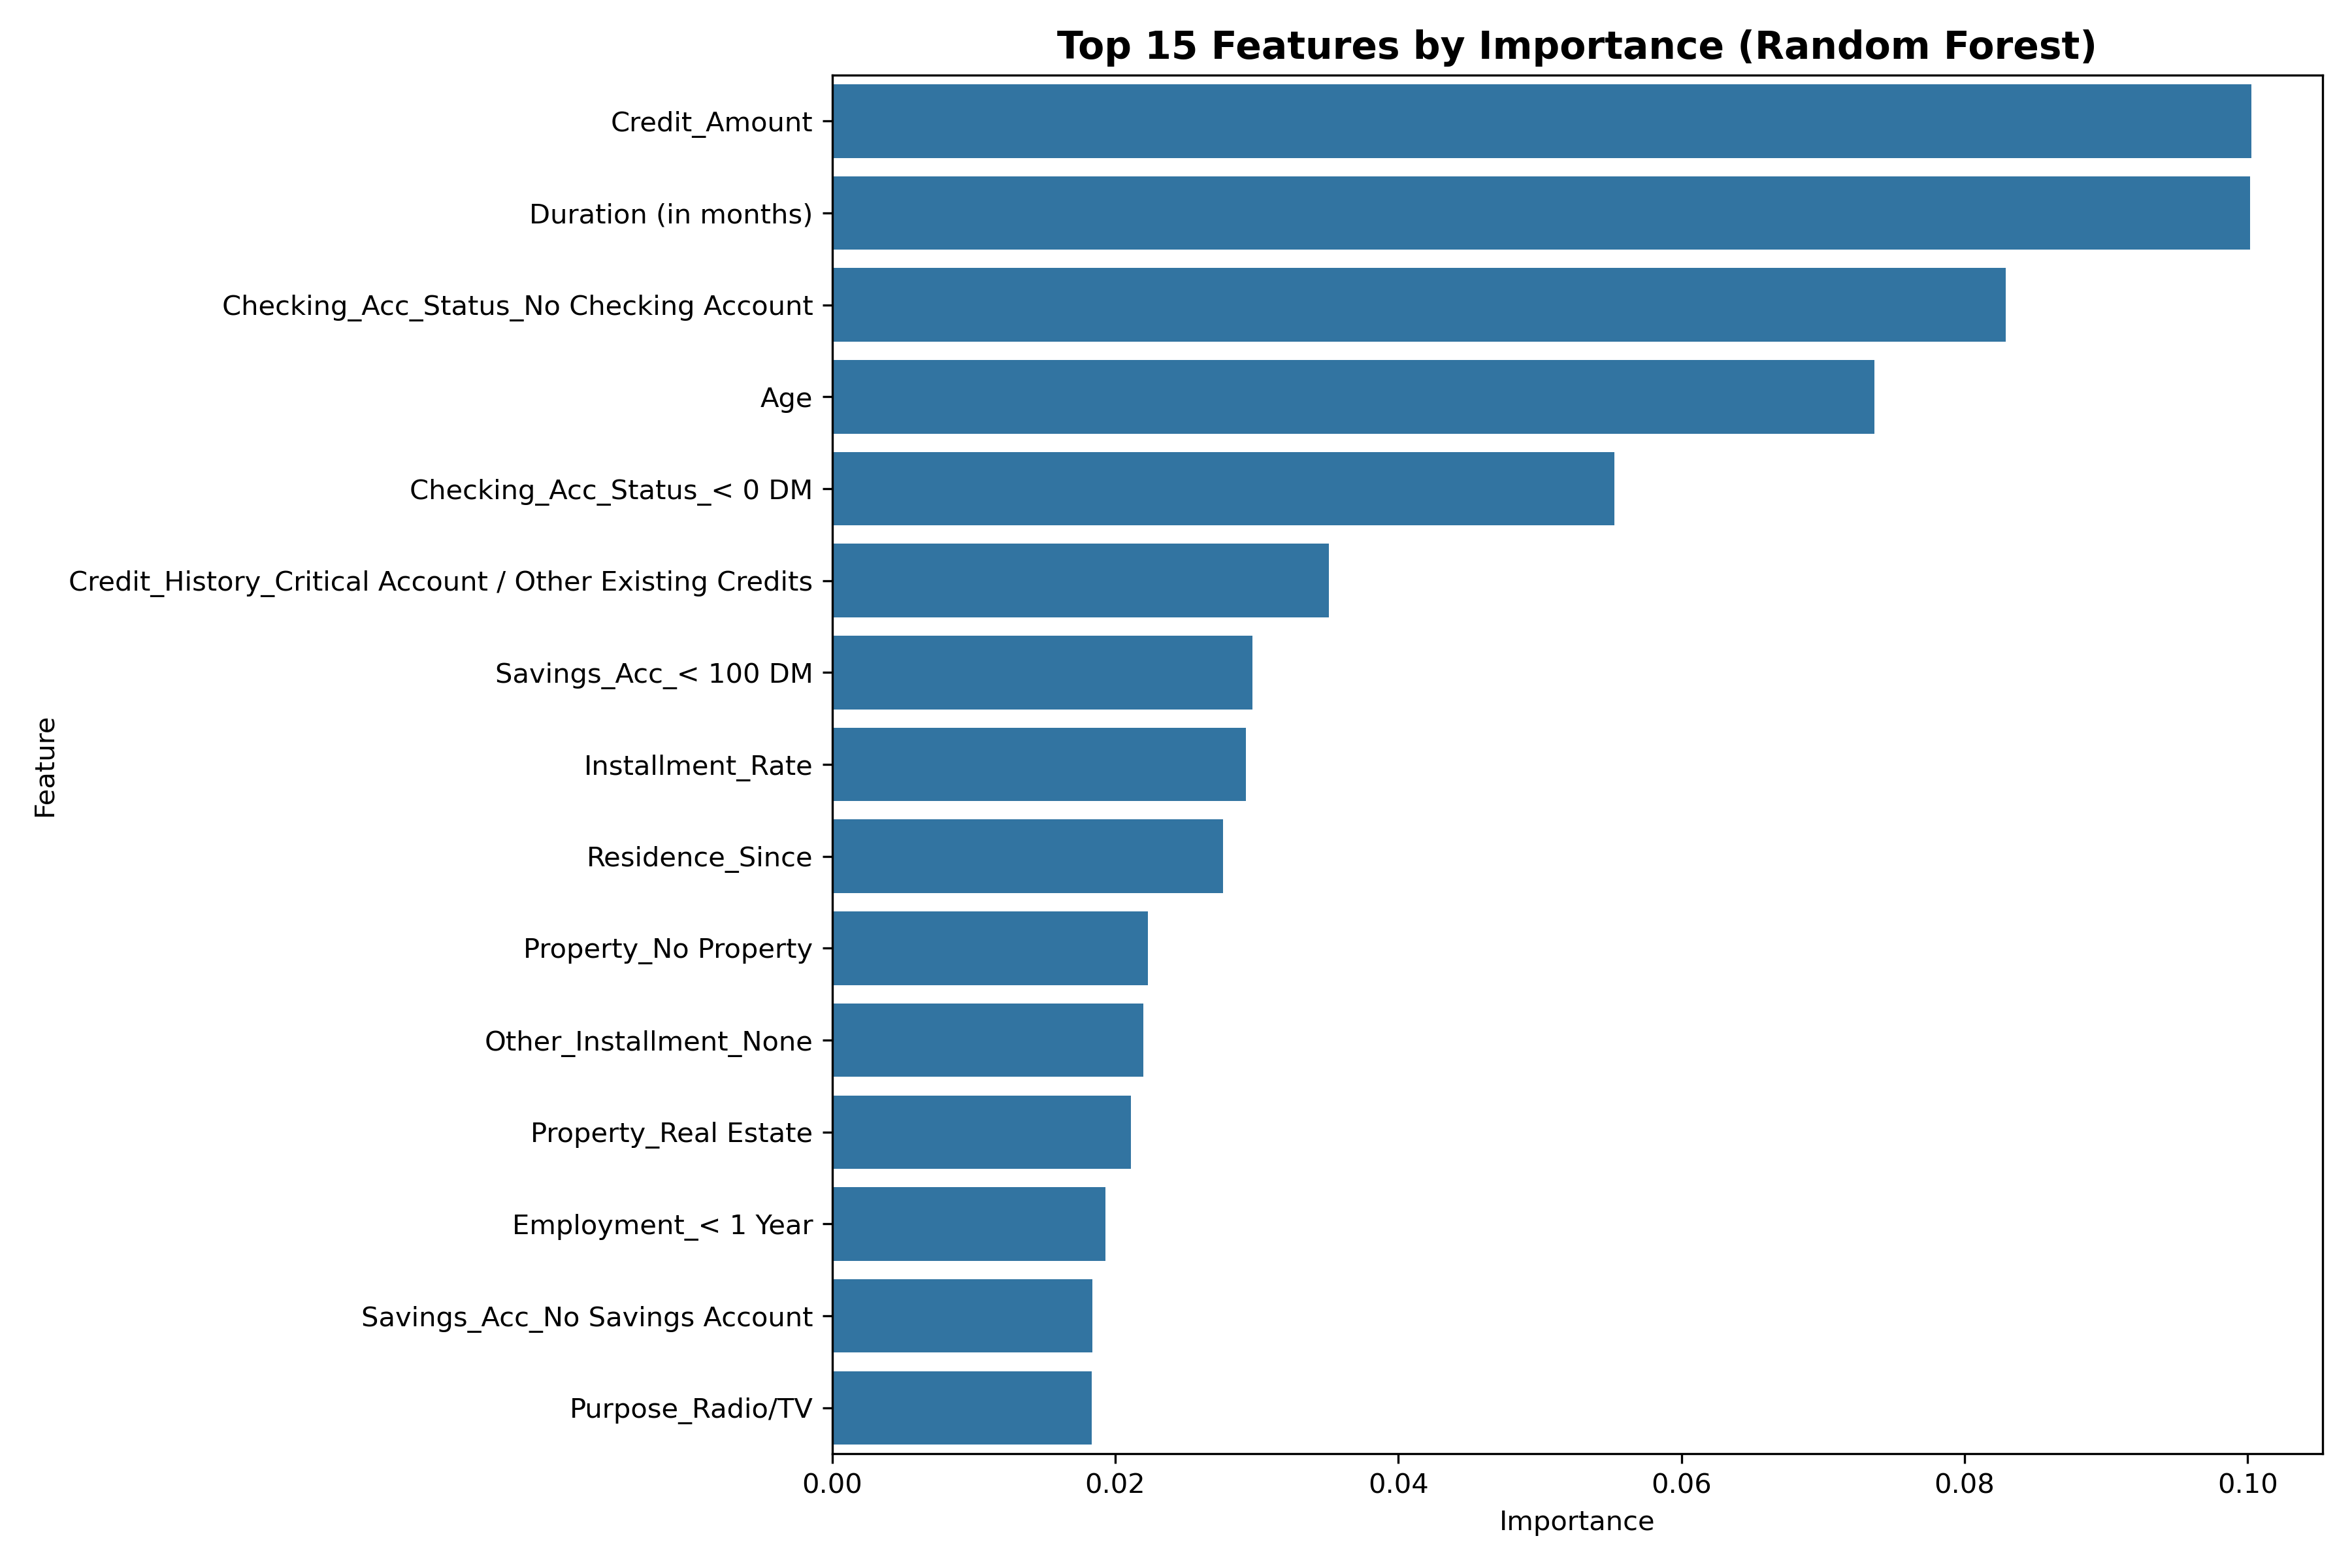 Top 15 Features by Importance (Random Forest)
Credit_Amount
Duration (in months)
Checking_Acc_Status_No Checking Account
Age
Checking_Acc_Status_< 0 DM
Credit_History_Critical Account / Other Existing Credits
Savings_Acc_< 100 DM
Installment_Rate
Residence_Since
Property_No Property
Other_Installment_None
Property_Real Estate
Employment_< 1 Year
Savings_Acc_No Savings Account
Purpose_Radio/TV
Feature
0.00 0.02 0.04 0.06 0.08 0.10
Importance